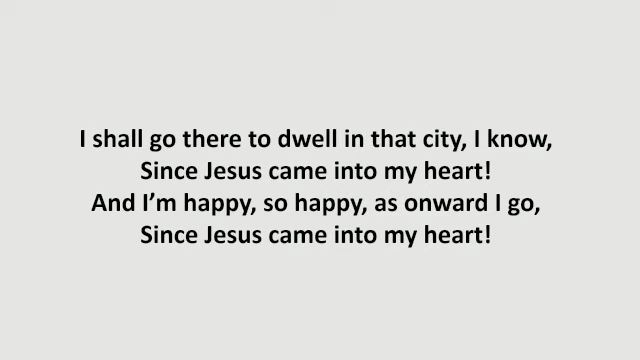 I shall go there to dwell in that city, I know,
Since Jesus came into my heart!
And I’m happy, so happy, as onward I go,
Since Jesus came into my heart!